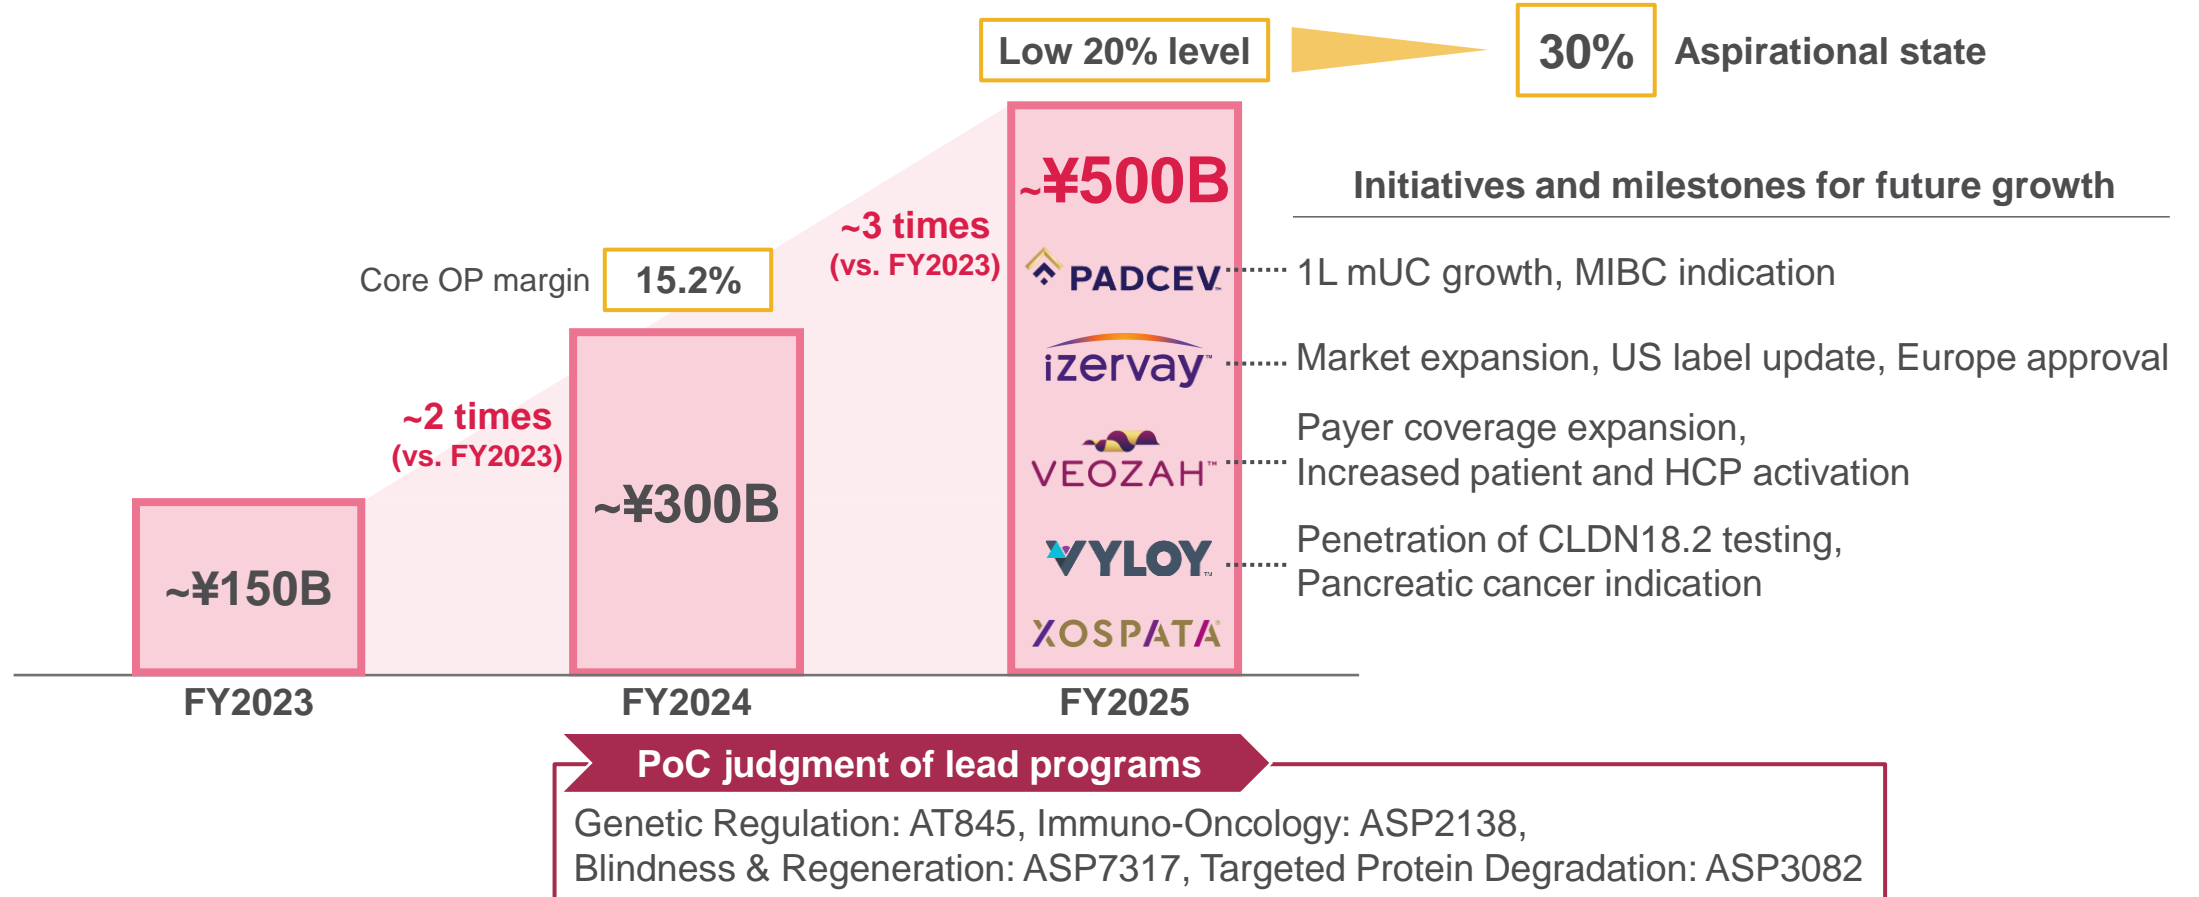 Low 20% level
30%
Aspirational state
~¥500B
Initiatives and milestones for future growth
~3 times
(vs. FY2023)
Core OP margin
15.2%
PADCEV™
1L mUC growth, MIBC indication
izervay™
Market expansion, US label update, Europe approval
~2 times
(vs. FY2023)
VEOZAH™
Payer coverage expansion,
Increased patient and HCP activation
~¥300B
VYLOY™
Penetration of CLDN18.2 testing,
Pancreatic cancer indication
~¥150B
XOSPATA
FY2023
FY2024
FY2025
PoC judgment of lead programs
Genetic Regulation: AT845, Immuno-Oncology: ASP2138,
Blindness & Regeneration: ASP7317, Targeted Protein Degradation: ASP3082